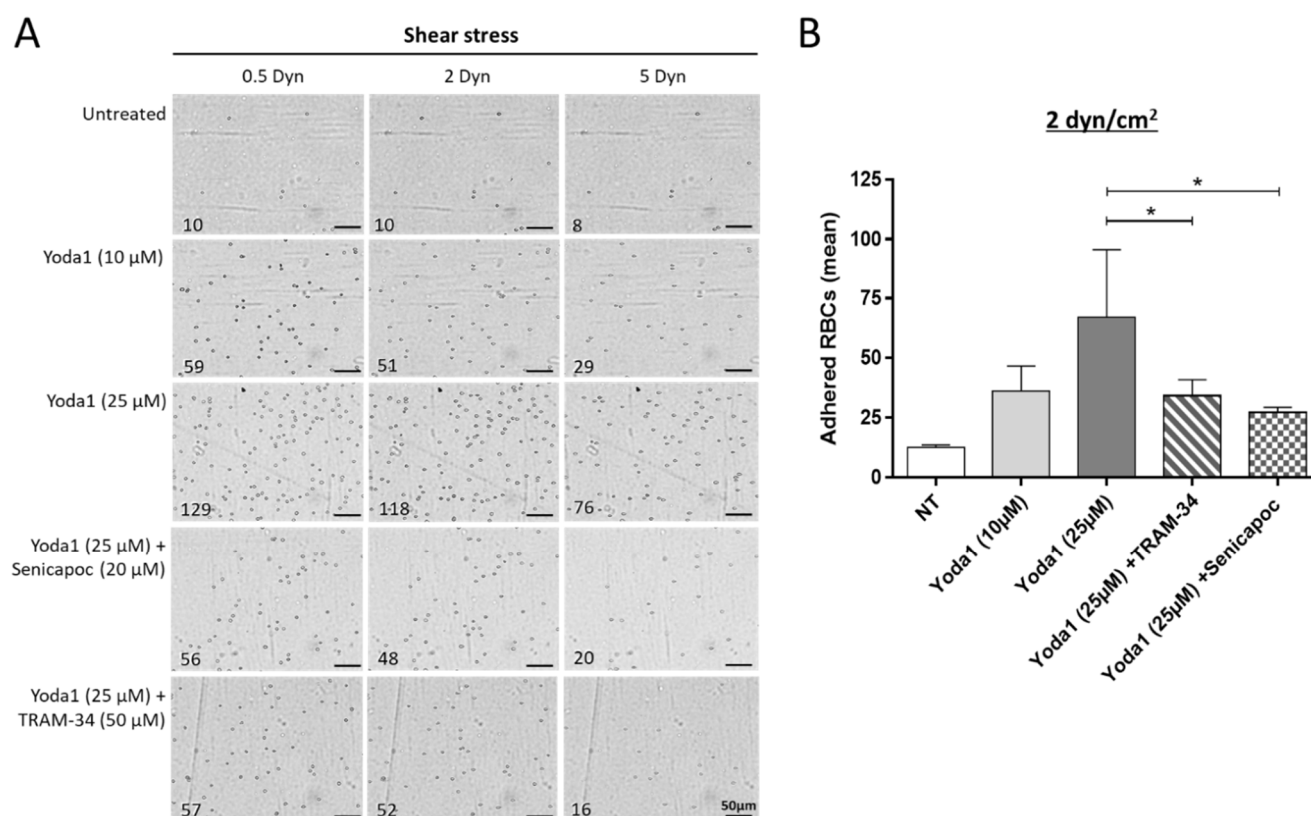 A
Shear stress
0.5 Dyn
2 Dyn
5 Dyn
Untreated
10
10
8
Yoda1 (10 µM)
59
51
29
Yoda1 (25 µM)
129
118
76
Yoda1 (25 µM) +
Senicapoc (20 µM)
56
48
20
Yoda1 (25 µM) +
TRAM-34 (50 µM)
57
52
16
50µm
B
2 dyn/cm²
Adhered RBCs (mean)
125
100
75
50
25
0
*
*
NT
Yoda1 (10µM)
Yoda1 (25µM)
Yoda1 (25µM) +TRAM-34
Yoda1 (25µM) +Senicapoc